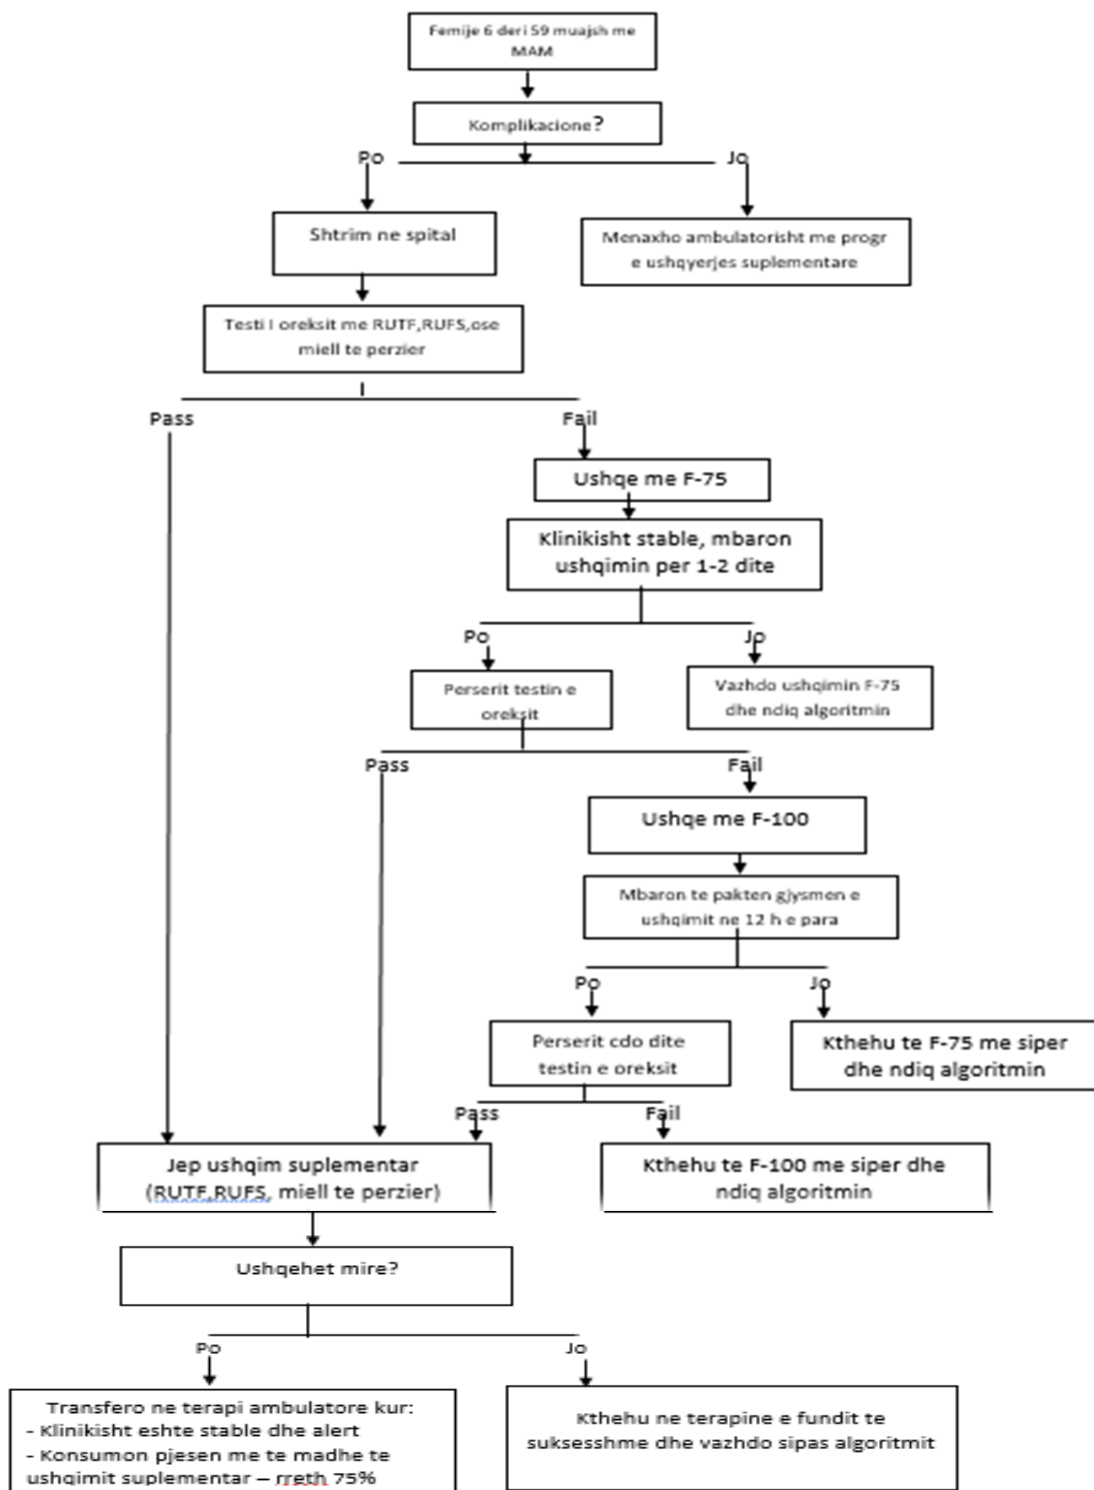 Femije 6 deri 59 muajsh me
MAM
Komplikacione?
Po
Jo
Shtrim ne spital
Menaxho ambulatorisht me progr
e ushqyerjes suplementare
Testi I oreksit me RUTF,RUFS,ose
miell te perzier
Pass
Fail
Ushqe me F-75
Klinikisht stable, mbaron
ushqimin per 1-2 dite
Po
Jo
Perserit testin e
oreksit
Vazhdo ushqimin F-75
dhe ndiq algoritmin
Pass
Fail
Ushqe me F-100
Mbaron te pakten gjysmen e
ushqimit ne 12 h e para
Po
Jo
Perserit cdo dite
testin e oreksit
Kthehu te F-75 me siper
dhe ndiq algoritmin
Pass
Fail
Jep ushqim suplementar
(RUTF,RUFS, miell te perzier)
Kthehu te F-100 me siper dhe
ndiq algoritmin
Ushqehet mire?
Po
Jo
Transfero ne terapi ambulatore kur:
- Klinikisht eshte stable dhe alert
- Konsumon pjesen me te madhe te
ushqimit suplementar – rreth 75%
Kthehu ne terapine e fundit te
suksesshme dhe vazhdo sipas algoritmit